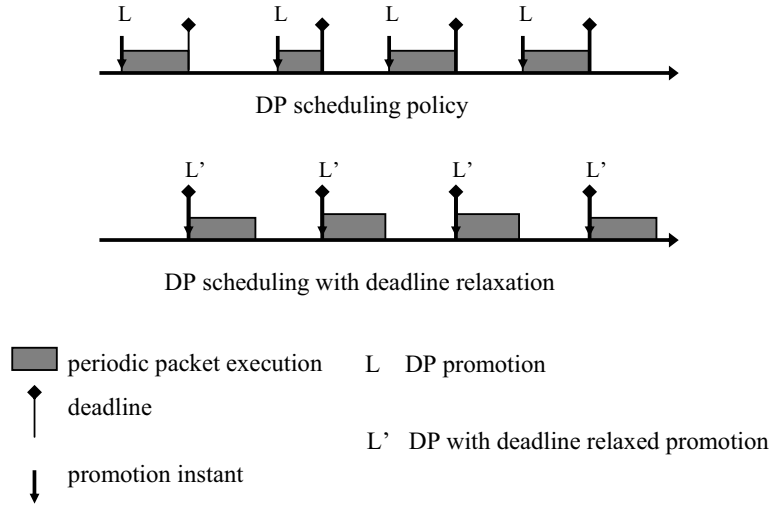 L L L L
DP scheduling policy
L’ L’ L’ L’
DP scheduling with deadline relaxation
periodic packet execution L DP promotion
deadline
L’ DP with deadline relaxed promotion
promotion instant